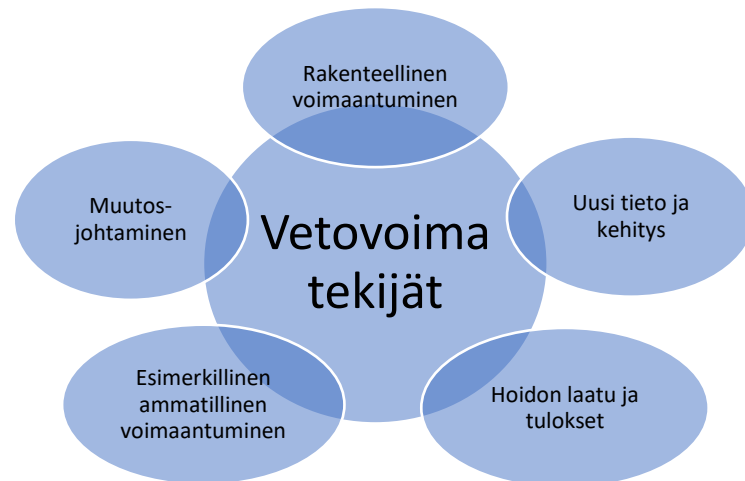 Rakenteellinen
voimaantuminen
Muutos-
johtaminen
Vetovoima
tekijät
Uusi tieto ja
kehitys
Esimerkillinen
ammatillinen
voimaantuminen
Hoidon laatu ja
tulokset